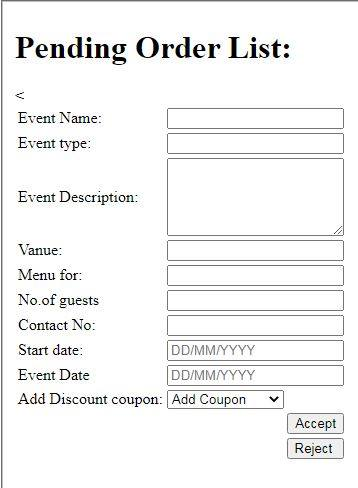 Pending Order List:
<
Event Name:
Event type:
Event Description:
Vanue:
Menu for:
No.of guests
Contact No:
Start date: DD/MM/YYYY
Event Date DD/MM/YYYY
Add Discount coupon: Add Coupon
Accept
Reject